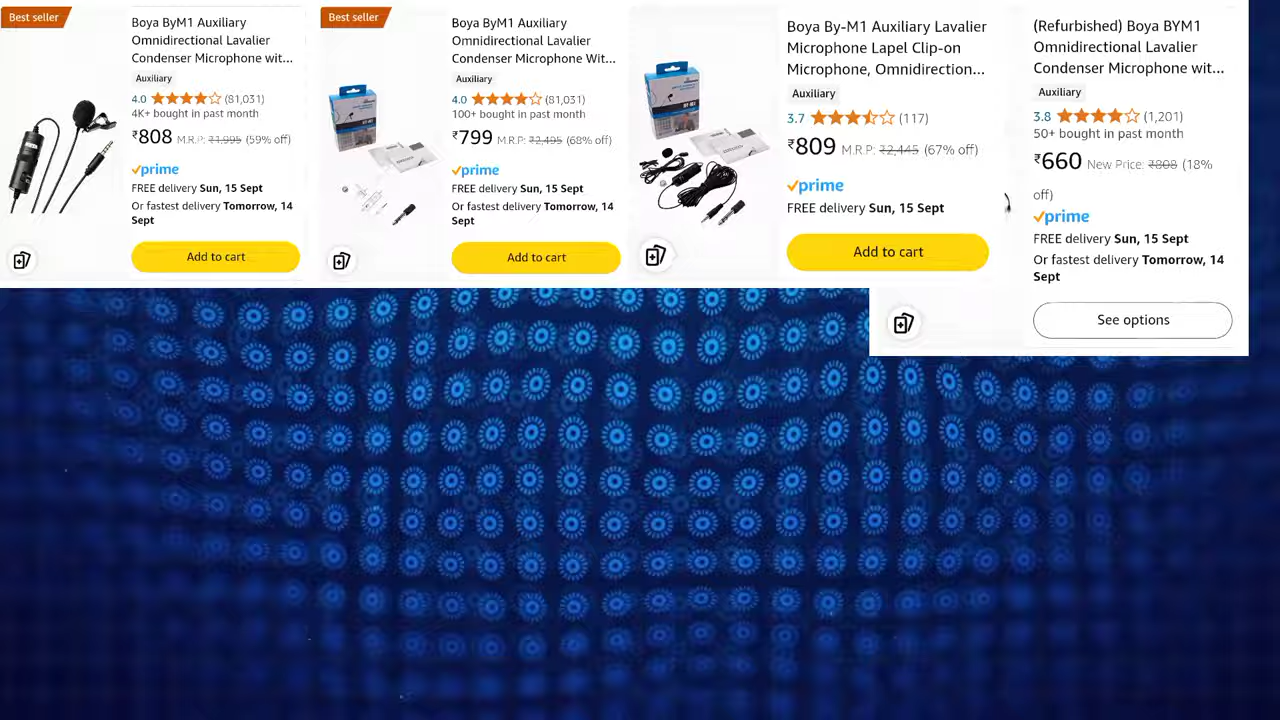 Best seller
Boya ByM1 Auxiliary
Omnidirectional Lavalier
Condenser Microphone wit...
Auxiliary
4.0 (81,031)
4K+ bought in past month
₹808 M.R.P: ₹1,995 (59% off)
prime
FREE delivery Sun, 15 Sept
Or fastest delivery Tomorrow, 14
Sept
Add to cart
Best seller
Boya ByM1 Auxiliary
Omnidirectional Lavalier
Condenser Microphone Wit...
Auxiliary
4.0 (81,031)
100+ bought in past month
₹799 M.R.P: ₹2,495 (68% off)
prime
FREE delivery Sun, 15 Sept
Or fastest delivery Tomorrow, 14
Sept
Add to cart
Boya By-M1 Auxiliary Lavalier
Microphone Lapel Clip-on
Microphone, Omnidirection...
Auxiliary
3.7 (117)
₹809 M.R.P: ₹2,445 (67% off)
prime
FREE delivery Sun, 15 Sept
Add to cart
(Refurbished) Boya BYM1
Omnidirectional Lavalier
Condenser Microphone wit...
Auxiliary
3.8 (1,201)
50+ bought in past month
₹660 New Price: ₹808 (18%
off)
prime
FREE delivery Sun, 15 Sept
Or fastest delivery Tomorrow, 14
Sept
See options